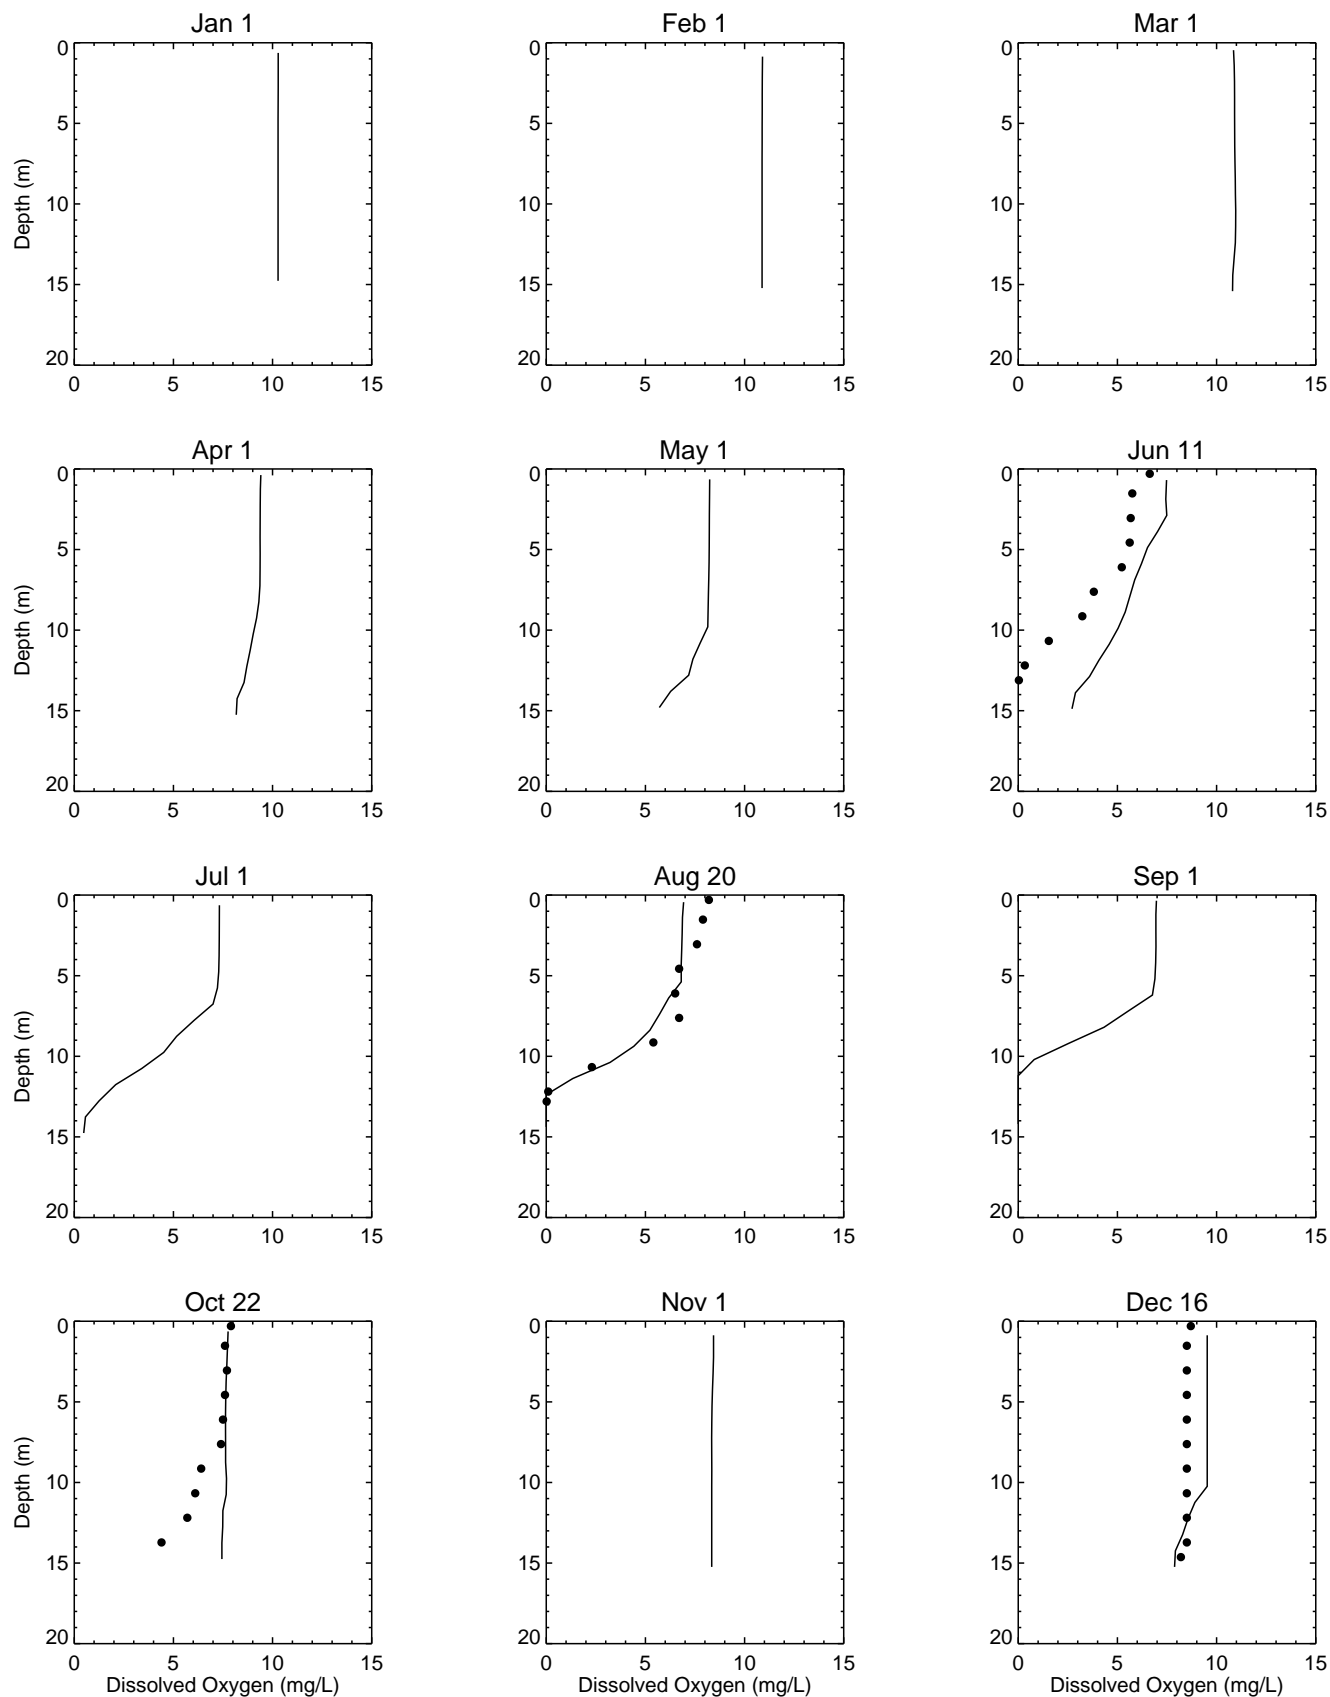 Jan 1 Feb 1 Mar 1
0 0 0
5 5 5
Depth (m)
10 10 10
15 15 15
20 20 20
0 5 10 15 0 5 10 15 0 5 10 15
Apr 1 May 1 Jun 11
0 0 0
5 5 5
Depth (m)
10 10 10
15 15 15
20 20 20
0 5 10 15 0 5 10 15 0 5 10 15
Jul 1 Aug 20 Sep 1
0 0 0
5 5 5
Depth (m)
10 10 10
15 15 15
20 20 20
0 5 10 15 0 5 10 15 0 5 10 15
Oct 22 Nov 1 Dec 16
0 0 0
5 5 5
Depth (m)
10 10 10
15 15 15
20 20 20
0 5 10 15 0 5 10 15 0 5 10 15
Dissolved Oxygen (mg/L) Dissolved Oxygen (mg/L) Dissolved Oxygen (mg/L)